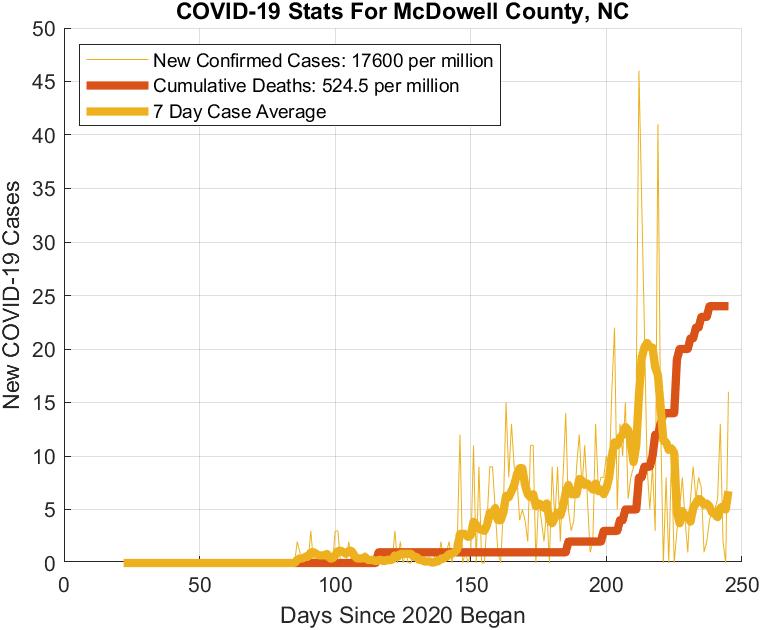 COVID-19 Stats For McDowell County, NC
50
45
40
35
30
25
20
15
10
5
0
New COVID-19 Cases
New Confirmed Cases: 17600 per million
Cumulative Deaths: 524.5 per million
7 Day Case Average
0 50 100 150 200 250
Days Since 2020 Began